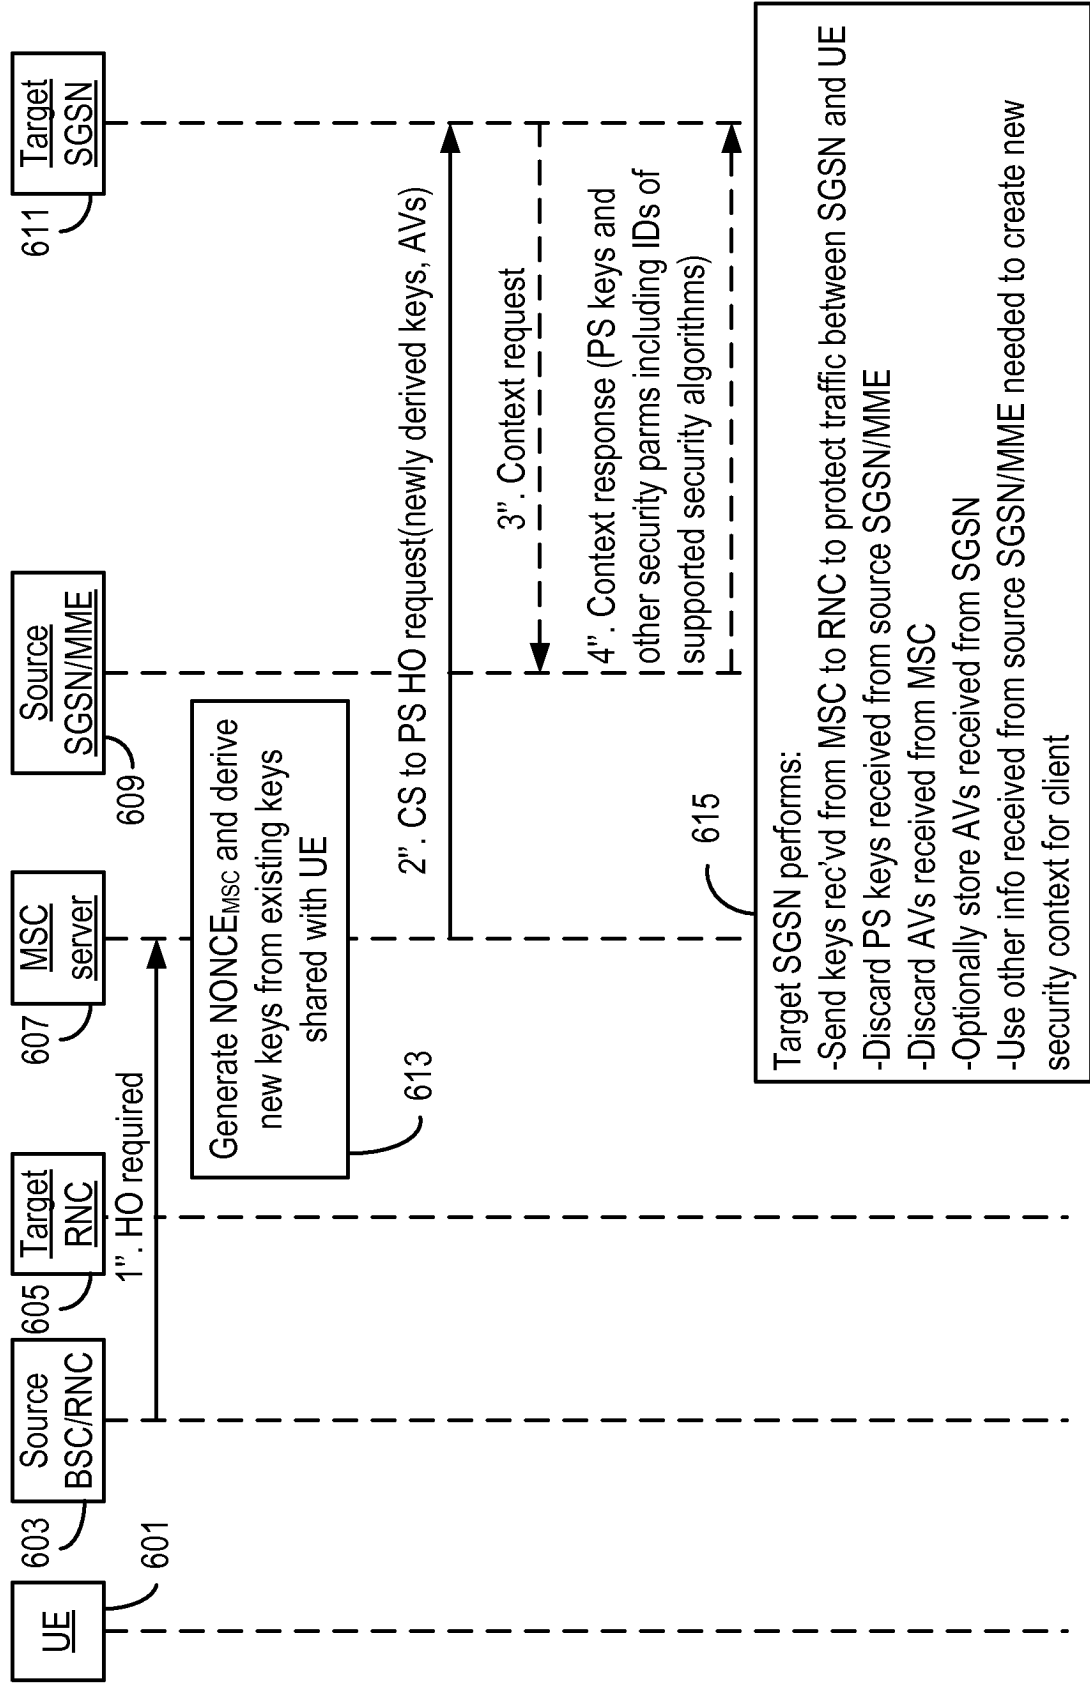 UE
601
Source
BSC/RNC
603
Target
RNC
605
MSC
server
607
Source
SGSN/MME
609
Target
SGSN
611
1". HO required
Generate NONCEMSC and derive
new keys from existing keys
shared with UE
613
2". CS to PS HO request(newly derived keys, AVs)
3". Context request
4". Context response (PS keys and
other security parms including IDs of
supported security algorithms)
615
Target SGSN performs:
-Send keys rec'vd from MSC to RNC to protect traffic between SGSN and UE
-Discard PS keys received from source SGSN/MME
-Discard AVs received from MSC
-Optionally store AVs received from SGSN
-Use other info received from source SGSN/MME needed to create new
security context for client